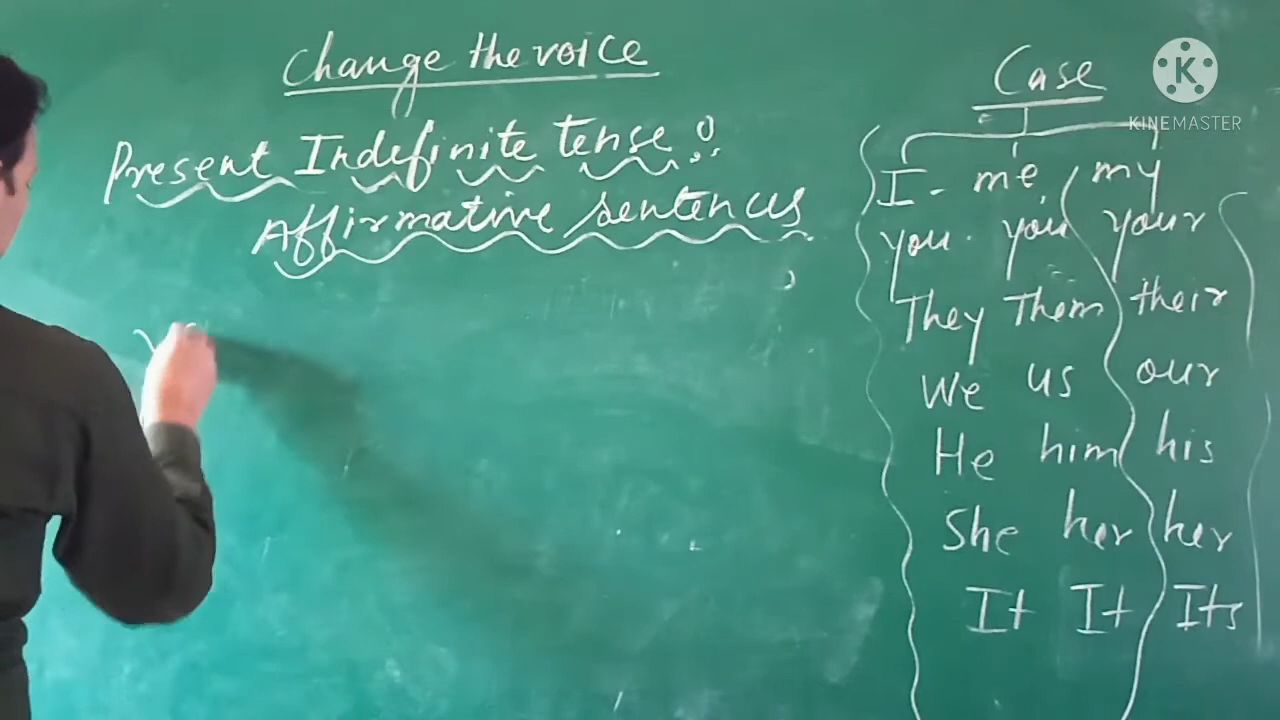 Change the voice
Present Indefinite tense :
Affirmative sentences
Case
I - me my
you. you your
They Them their
We us our
He him his
She her her
It It Its
K
KINEMASTER